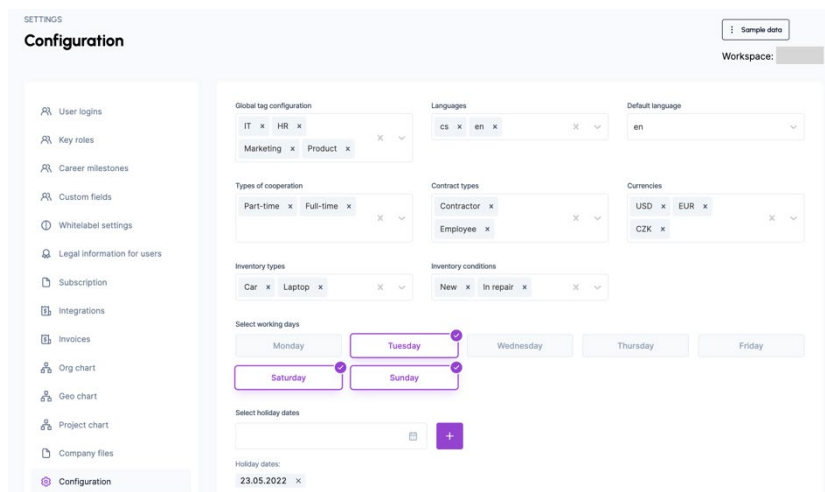 SETTINGS
Configuration
Sample data
Workspace:
User logins
Key roles
Career milestones
Custom fields
Whitelabel settings
Legal information for users
Subscription
Integrations
Invoices
Org chart
Geo chart
Project chart
Company files
Configuration
Global tag configuration
IT × HR ×
Marketing × Product ×
Languages
cs × en ×
Default language
en
Types of cooperation
Part-time × Full-time ×
Contract types
Contractor ×
Employee ×
Currencies
USD × EUR ×
CZK ×
Inventory types
Car × Laptop ×
Inventory conditions
New × In repair ×
Select working days
Monday Tuesday Wednesday Thursday Friday
Saturday Sunday
Select holiday dates
+
Holiday dates:
23.05.2022 ×